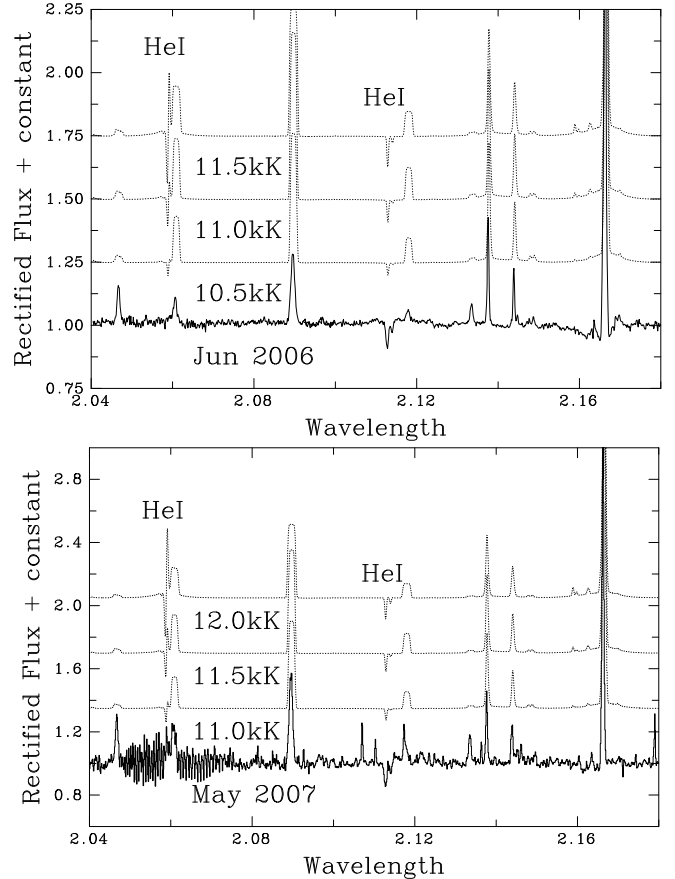 2.25
HeI
2.00
HeI
1.75
11.5kK
1.50
11.0kK
1.25
10.5kK
1.00
Jun 2006
0.75
2.04 2.08 2.12 2.16
Wavelength
Rectified Flux + constant
2.8
HeI
2.4
HeI
2.0
12.0kK
1.6
11.5kK
1.2
11.0kK
0.8
May 2007
2.04 2.08 2.12 2.16
Wavelength
Rectified Flux + constant